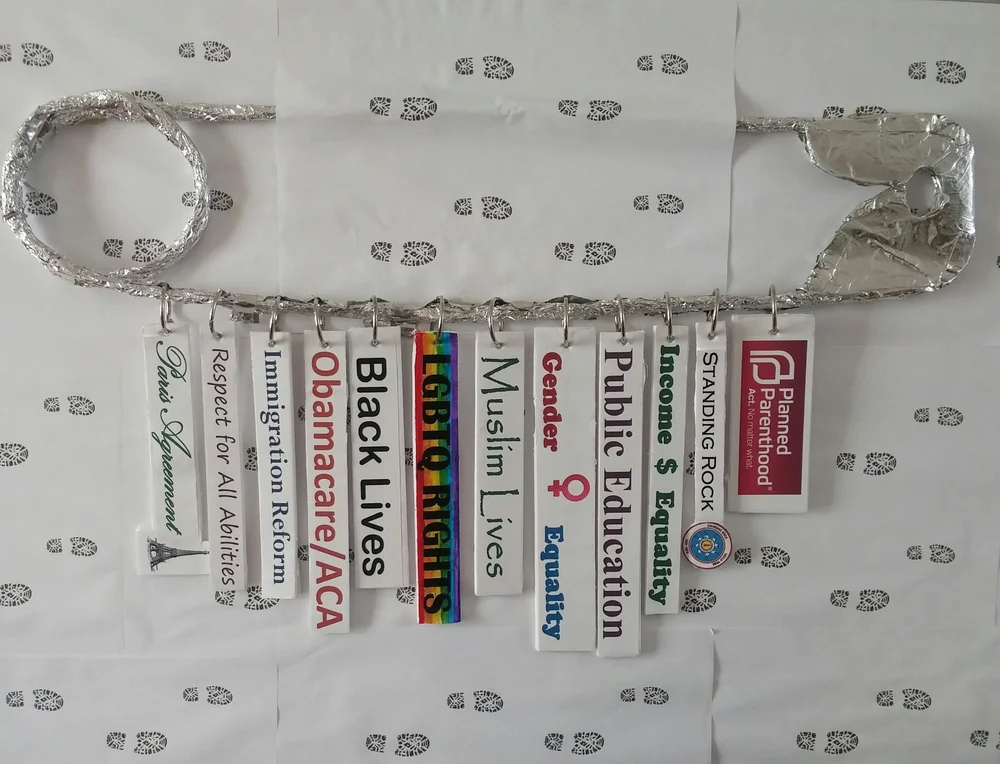 Paris Agreement
Respect for All Abilities
Immigration Reform
Obamacare/ACA
Black Lives
LGBTQ RIGHTS
Muslim Lives
Gender Equality
Public Education
Income $ Equality
STANDING ROCK
Planned
Parenthood®
Act. No matter what.